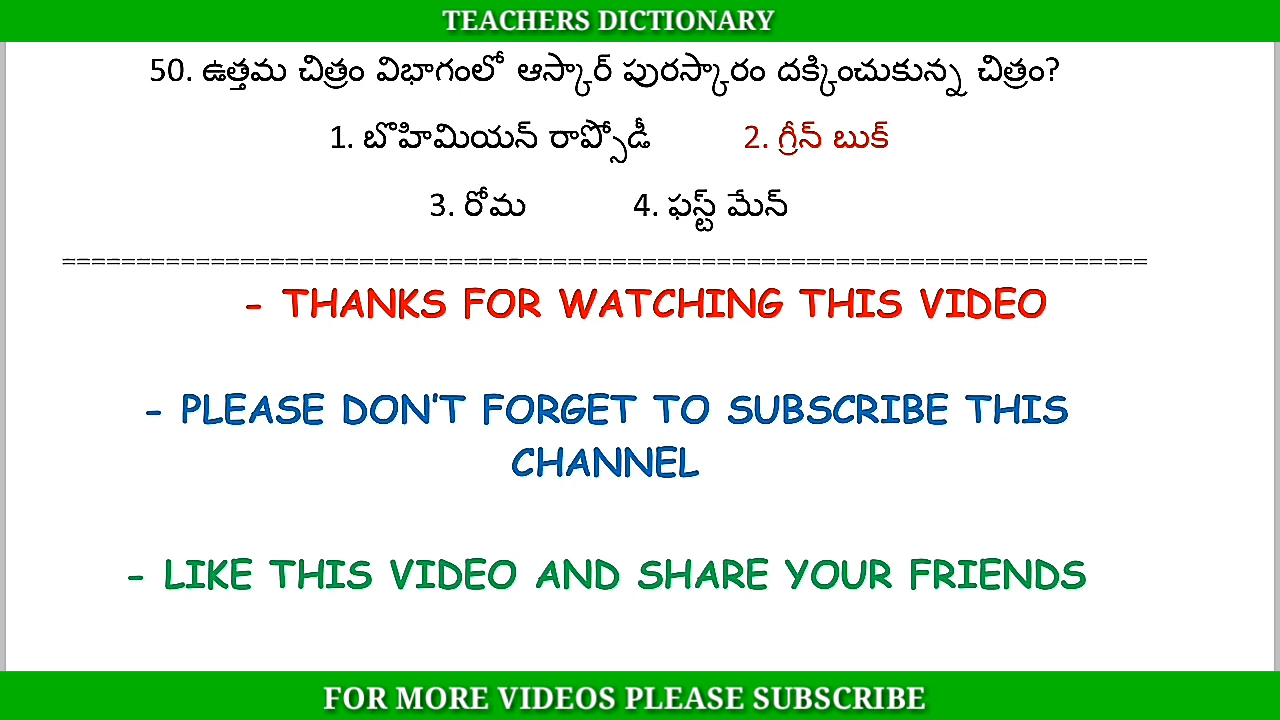 TEACHERS DICTIONARY
50. ఉత్తమ చిత్రం విభాగంలో ఆస్కార్ పురస్కారం దక్కించుకున్న చిత్రం?
1. బొహిమియన్ రాప్సోడీ 2. గ్రీన్ బుక్
3. రోమ 4. ఫస్ట్ మేన్
==========================================================================
- THANKS FOR WATCHING THIS VIDEO
- PLEASE DON'T FORGET TO SUBSCRIBE THIS
CHANNEL
- LIKE THIS VIDEO AND SHARE YOUR FRIENDS
FOR MORE VIDEOS PLEASE SUBSCRIBE